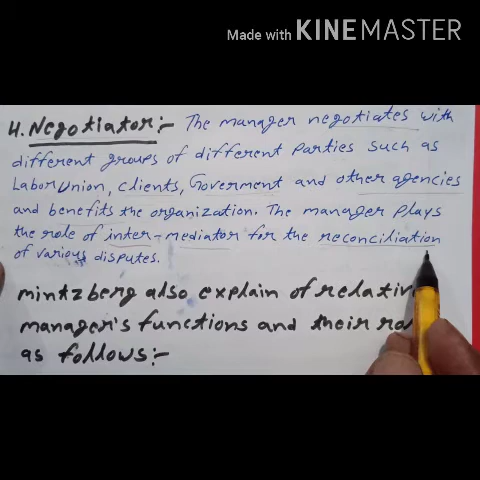 Made with KINEMASTER
4. Negotiator:- The manager negotiates with
different groups of different Parties such as
Labor Union, clients, Goverment and other agencies
and benefits the organization. The manager plays
the role of inter-mediator for the reconciliation
of various disputes.
mintzberg also explain of
manager's functions and their
as follows:-